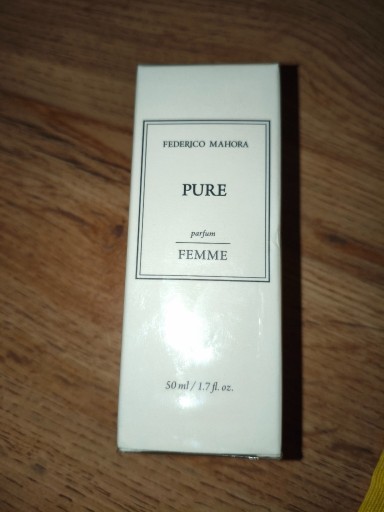 FEDERICO MAHORA
PURE
parfum
FEMME
50 ml / 1.7 fl. oz.